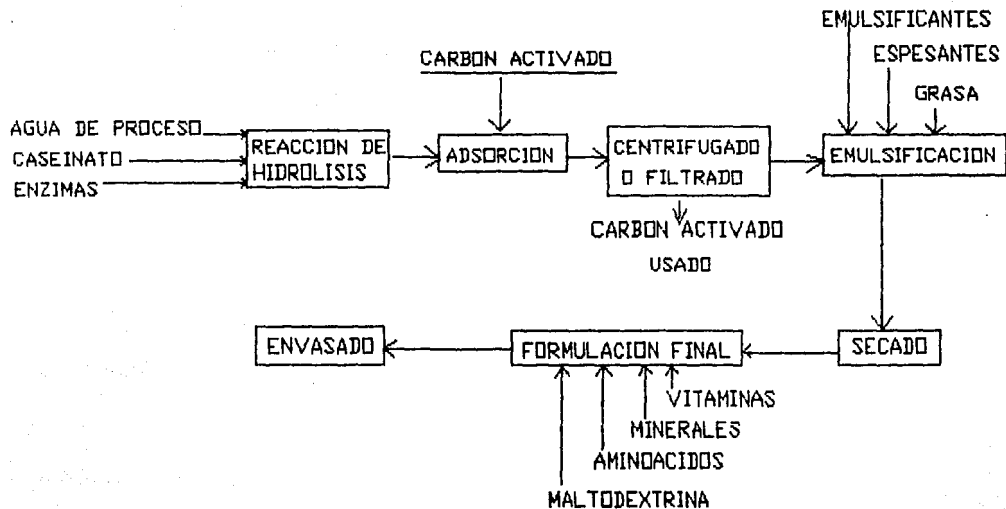 EMULSIFICANTES
ESPESANTES
GRASA
CARBON ACTIVADO
AGUA DE PROCESO
CASEINATO
ENZIMAS
REACCION DE
HIDROLISIS
ADSORCION
CENTRIFUGADO
O FILTRADO
EMULSIFICACION
CARBON ACTIVADO
USADO
ENVASADO
FORMULACION FINAL
SECADO
VITAMINAS
MINERALES
AMINOACIDOS
MALTODEXTRINA